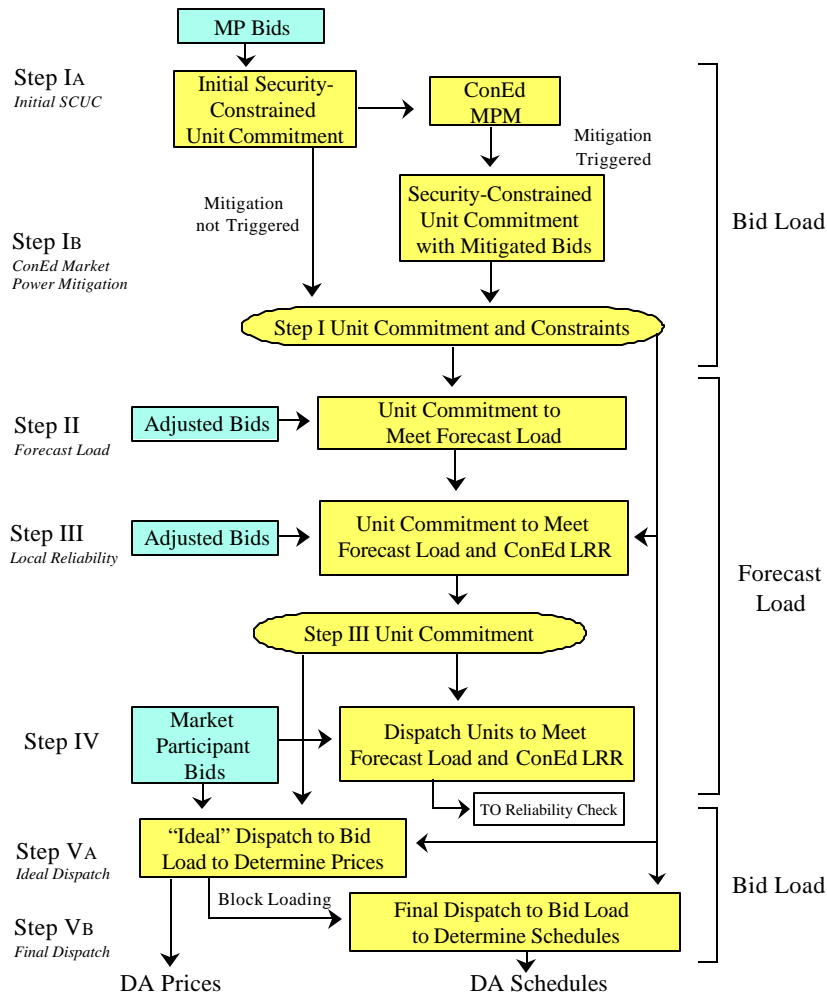 MP Bids
Step IA
Initial SCUC
Initial Security-
Constrained
Unit Commitment
ConEd
MPM
Mitigation
Triggered
Mitigation
not Triggered
Security-Constrained
Unit Commitment
with Mitigated Bids
Bid Load
Step IB
ConEd Market
Power Mitigation
Step I Unit Commitment and Constraints
Step II
Forecast Load
Adjusted Bids
Unit Commitment to
Meet Forecast Load
Step III
Local Reliability
Adjusted Bids
Unit Commitment to Meet
Forecast Load and ConEd LRR
Forecast
Load
Step III Unit Commitment
Step IV
Market
Participant
Bids
Dispatch Units to Meet
Forecast Load and ConEd LRR
TO Reliability Check
Step VA
Ideal Dispatch
“Ideal” Dispatch to Bid
Load to Determine Prices
Block Loading
Bid Load
Step VB
Final Dispatch
Final Dispatch to Bid Load
to Determine Schedules
DA Prices
DA Schedules